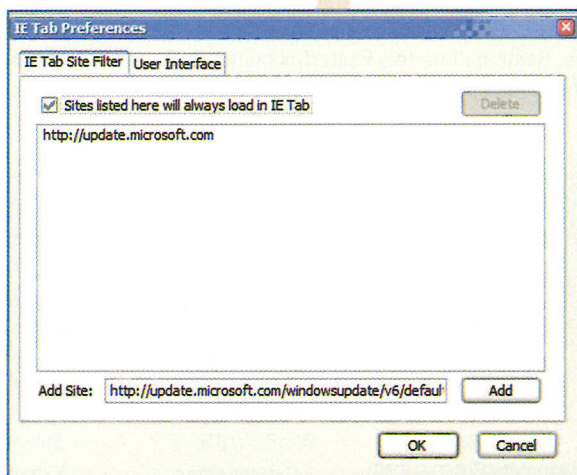 IE Tab Preferences
IE Tab Site Filter
User Interface
Sites listed here will always load in IE Tab
Delete
http://update.microsoft.com
Add Site:
http://update.microsoft.com/windowsupdate/v6/defaul
Add
OK
Cancel